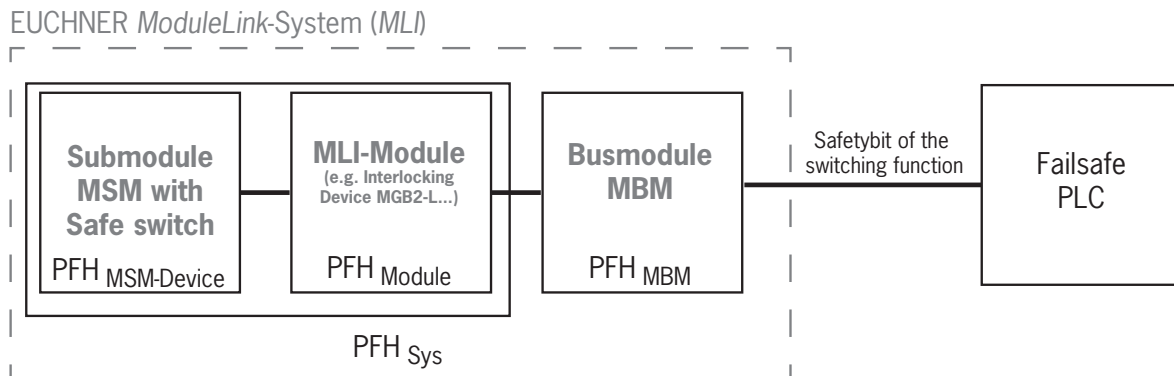 EUCHNER ModuleLink-System (MLI)
Submodule
MSM with
Safe switch
PFH MSM-Device
MLI-Module
(e.g. Interlocking
Device MGB2-L...)
PFH Module
Busmodule
MBM
PFH MBM
PFH Sys
Safetybit of the
switching function
Failsafe
PLC